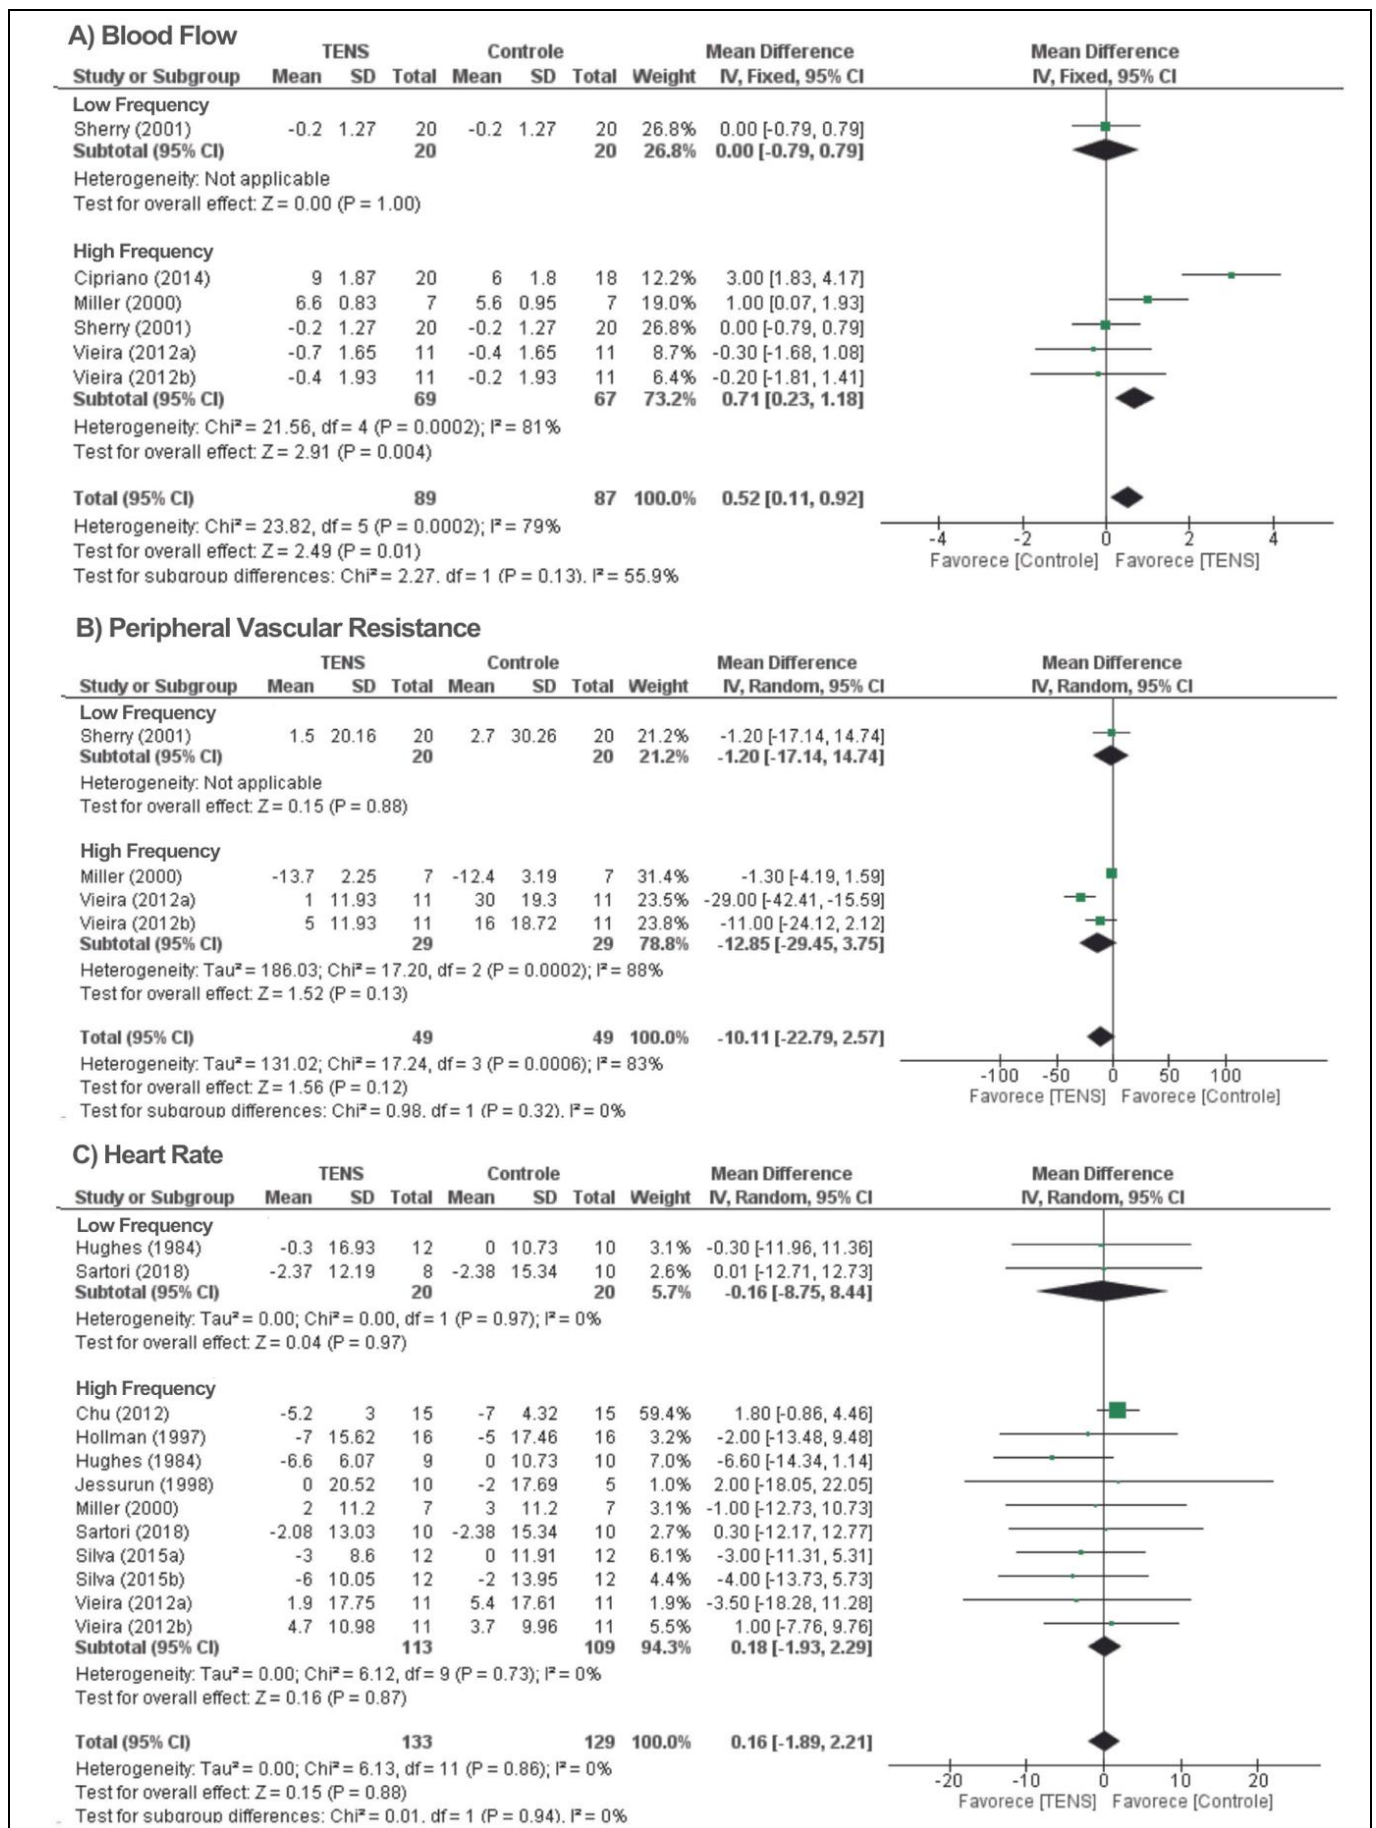 A) Blood Flow
TENS Controle Mean Difference Mean Difference
Study or Subgroup Mean SD Total Mean SD Total Weight IV, Fixed, 95% CI IV, Fixed, 95% CI
Low Frequency
Sherry (2001) -0.2 1.27 20 -0.2 1.27 20 26.8% 0.00 [-0.79, 0.79]
Subtotal (95% CI) 20 20 26.8% 0.00 [-0.79, 0.79]
Heterogeneity: Not applicable
Test for overall effect: Z = 0.00 (P = 1.00)
High Frequency
Cipriano (2014) 9 1.87 20 6 1.8 18 12.2% 3.00 [1.83, 4.17]
Miller (2000) 6.6 0.83 7 5.6 0.95 7 19.0% 1.00 [0.07, 1.93]
Sherry (2001) -0.2 1.27 20 -0.2 1.27 20 26.8% 0.00 [-0.79, 0.79]
Vieira (2012a) -0.7 1.65 11 -0.4 1.65 11 8.7% -0.30 [-1.68, 1.08]
Vieira (2012b) -0.4 1.93 11 -0.2 1.93 11 6.4% -0.20 [-1.81, 1.41]
Subtotal (95% CI) 69 67 73.2% 0.71 [0.23, 1.18]
Heterogeneity: Chi² = 21.56, df = 4 (P = 0.0002); I² = 81%
Test for overall effect: Z = 2.91 (P = 0.004)
Total (95% CI) 89 87 100.0% 0.52 [0.11, 0.92]
Heterogeneity: Chi² = 23.82, df = 5 (P = 0.0002); I² = 79%
Test for overall effect: Z = 2.49 (P = 0.01)
Test for subgroup differences: Chi² = 2.27, df = 1 (P = 0.13), I² = 55.9%
-4 -2 0 2 4
Favorece [Controle] Favorece [TENS]
B) Peripheral Vascular Resistance
TENS Controle Mean Difference Mean Difference
Study or Subgroup Mean SD Total Mean SD Total Weight IV, Random, 95% CI IV, Random, 95% CI
Low Frequency
Sherry (2001) 1.5 20.16 20 2.7 30.26 20 21.2% -1.20 [-17.14, 14.74]
Subtotal (95% CI) 20 20 21.2% -1.20 [-17.14, 14.74]
Heterogeneity: Not applicable
Test for overall effect: Z = 0.15 (P = 0.88)
High Frequency
Miller (2000) -13.7 2.25 7 -12.4 3.19 7 31.4% -1.30 [-4.19, 1.59]
Vieira (2012a) 1 11.93 11 30 19.3 11 23.5% -29.00 [-42.41, -15.59]
Vieira (2012b) 5 11.93 11 16 18.72 11 23.8% -11.00 [-24.12, 2.12]
Subtotal (95% CI) 29 29 78.8% -12.85 [-29.45, 3.75]
Heterogeneity: Tau² = 186.03; Chi² = 17.20, df = 2 (P = 0.0002); I² = 88%
Test for overall effect: Z = 1.52 (P = 0.13)
Total (95% CI) 49 49 100.0% -10.11 [-22.79, 2.57]
Heterogeneity: Tau² = 131.02; Chi² = 17.24, df = 3 (P = 0.0006); I² = 83%
Test for overall effect: Z = 1.56 (P = 0.12)
Test for subgroup differences: Chi² = 0.98, df = 1 (P = 0.32), I² = 0%
-100 -50 0 50 100
Favorece [TENS] Favorece [Controle]
C) Heart Rate
TENS Controle Mean Difference Mean Difference
Study or Subgroup Mean SD Total Mean SD Total Weight IV, Random, 95% CI IV, Random, 95% CI
Low Frequency
Hughes (1984) -0.3 16.93 12 0 10.73 10 3.1% -0.30 [-11.96, 11.36]
Sartori (2018) -2.37 12.19 8 -2.38 15.34 10 2.6% 0.01 [-12.71, 12.73]
Subtotal (95% CI) 20 20 5.7% -0.16 [-8.75, 8.44]
Heterogeneity: Tau² = 0.00; Chi² = 0.00, df = 1 (P = 0.97); I² = 0%
Test for overall effect: Z = 0.04 (P = 0.97)
High Frequency
Chu (2012) -5.2 3 15 -7 4.32 15 59.4% 1.80 [-0.86, 4.46]
Hollman (1997) -7 15.62 16 -5 17.46 16 3.2% -2.00 [-13.48, 9.48]
Hughes (1984) -6.6 6.07 9 0 10.73 10 7.0% -6.60 [-14.34, 1.14]
Jessurun (1998) 0 20.52 10 -2 17.69 5 1.0% 2.00 [-18.05, 22.05]
Miller (2000) 2 11.2 7 3 11.2 7 3.1% -1.00 [-12.73, 10.73]
Sartori (2018) -2.08 13.03 10 -2.38 15.34 10 2.7% 0.30 [-12.17, 12.77]
Silva (2015a) -3 8.6 12 0 11.91 12 6.1% -3.00 [-11.31, 5.31]
Silva (2015b) -6 10.05 12 -2 13.95 12 4.4% -4.00 [-13.73, 5.73]
Vieira (2012a) 1.9 17.75 11 5.4 17.61 11 1.9% -3.50 [-18.28, 11.28]
Vieira (2012b) 4.7 10.98 11 3.7 9.96 11 5.5% 1.00 [-7.76, 9.76]
Subtotal (95% CI) 113 109 94.3% 0.18 [-1.93, 2.29]
Heterogeneity: Tau² = 0.00; Chi² = 6.12, df = 9 (P = 0.73); I² = 0%
Test for overall effect: Z = 0.16 (P = 0.87)
Total (95% CI) 133 129 100.0% 0.16 [-1.89, 2.21]
Heterogeneity: Tau² = 0.00; Chi² = 6.13, df = 11 (P = 0.86); I² = 0%
Test for overall effect: Z = 0.15 (P = 0.88)
Test for subgroup differences: Chi² = 0.01, df = 1 (P = 0.94), I² = 0%
-20 -10 0 10 20
Favorece [TENS] Favorece [Controle]